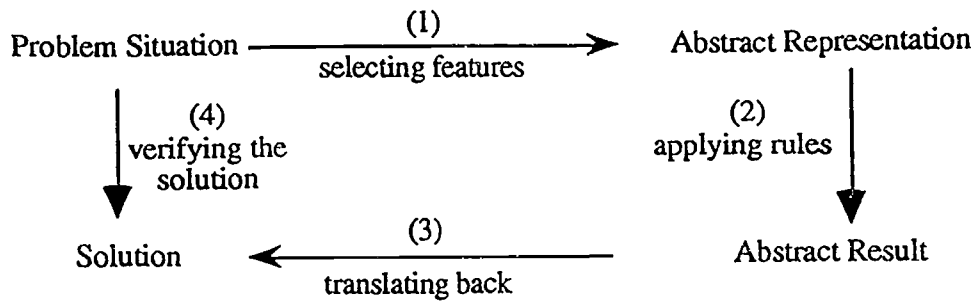 (1)
Problem Situation
Abstract Representation
selecting features
(4)
verifying the
solution
(2)
applying rules
(3)
Solution
Abstract Result
translating back